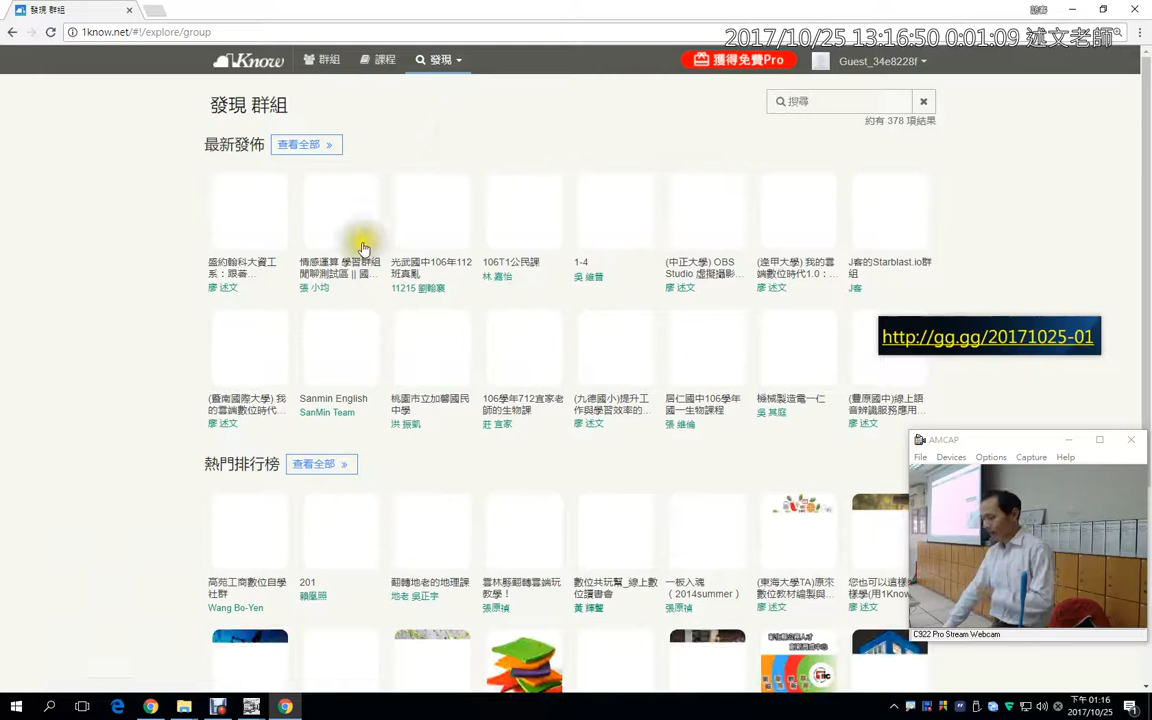 發現 群組
1know.net/#!/explore/group
訪客
2017/10/25 13:16:50 0:01:09 述文老師
1Know
群組
課程
發現
獲得免費Pro
Guest_34e8228f
發現 群組
搜尋
約有 378 項結果
最新發佈
查看全部 »
盛約翰科大資工
系：跟著...
廖 述文
情感運算 學習群組
閒聊測試區 || 國...
張 小均
光武國中106年112
班真亂
11215 劉翰襄
106T1公民課
林 嘉怡
1-4
吳 維晉
(中正大學) OBS
Studio 虛擬攝影...
廖 述文
(逢甲大學) 我的雲
端數位時代1.0：...
廖 述文
J客的Starblast.io群
組
J客
http://gg.gg/20171025-01
(暨南國際大學) 我
的雲端數位時代...
廖 述文
Sanmin English
SanMin Team
桃園市立加馨國民
中學
洪 振凱
106學年712宜家老
師的生物課
莊 宜家
(九德國小)提升工
作與學習效率的...
廖 述文
居仁國中106學年
國一生物課程
張 維倫
機械製造電一仁
吳 其庭
(豐原國中)線上語
音辨識服務應用...
廖 述文
熱門排行榜
查看全部 »
高苑工商數位自學
社群
Wang Bo-Yen
201
賴胤照
翻轉地老的地理課
地老 吳正宇
雲林縣翻轉雲端玩
教學！
張原禎
數位共玩幫_線上數
位讀書會
黃 輝聲
一板入魂
（2014summer）
張原禎
(東海大學TA)原來
數位教材編製與...
廖 述文
您也可以這樣
樣學(用1Know
廖 述文
AMCAP
File Devices Options Capture Help
C922 Pro Stream Webcam
下午 01:16
2017/10/25